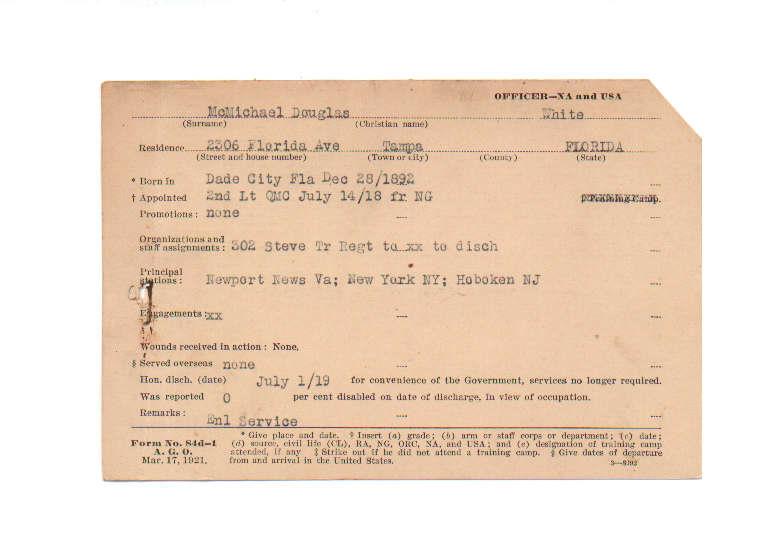 OFFICER—NA and USA
McMichael Douglas White
(Surname) (Christian name)
Residence 2306 Florida Ave Tampa FLORIDA
(Street and house number) (Town or city) (County) (State)
* Born in Dade City Fla Dec 28/1892
† Appointed 2nd Lt QMC July 14/18 fr NG Training Camp.
Promotions: none
Organizations and
staff assignments: 302 Steve Tr Regt to xx to disch
Principal
stations: Newport News Va; New York NY; Hoboken NJ
Engagements: xx
Wounds received in action: None.
§ Served overseas none
Hon. disch. (date) July 1/19 for convenience of the Government, services no longer required.
Was reported 0 per cent disabled on date of discharge, in view of occupation.
Remarks:
Enl Service
* Give place and date. † Insert (a) grade; (b) arm or staff corps or department; (c) date;
Form No. 84d-1 (d) source, civil life (CL), RA, NG, ORC, NA, and USA; and (e) designation of training camp
A. G. O. attended, if any ‡ Strike out if he did not attend a training camp. § Give dates of departure
Mar. 17, 1921. from and arrival in the United States.
3—8092